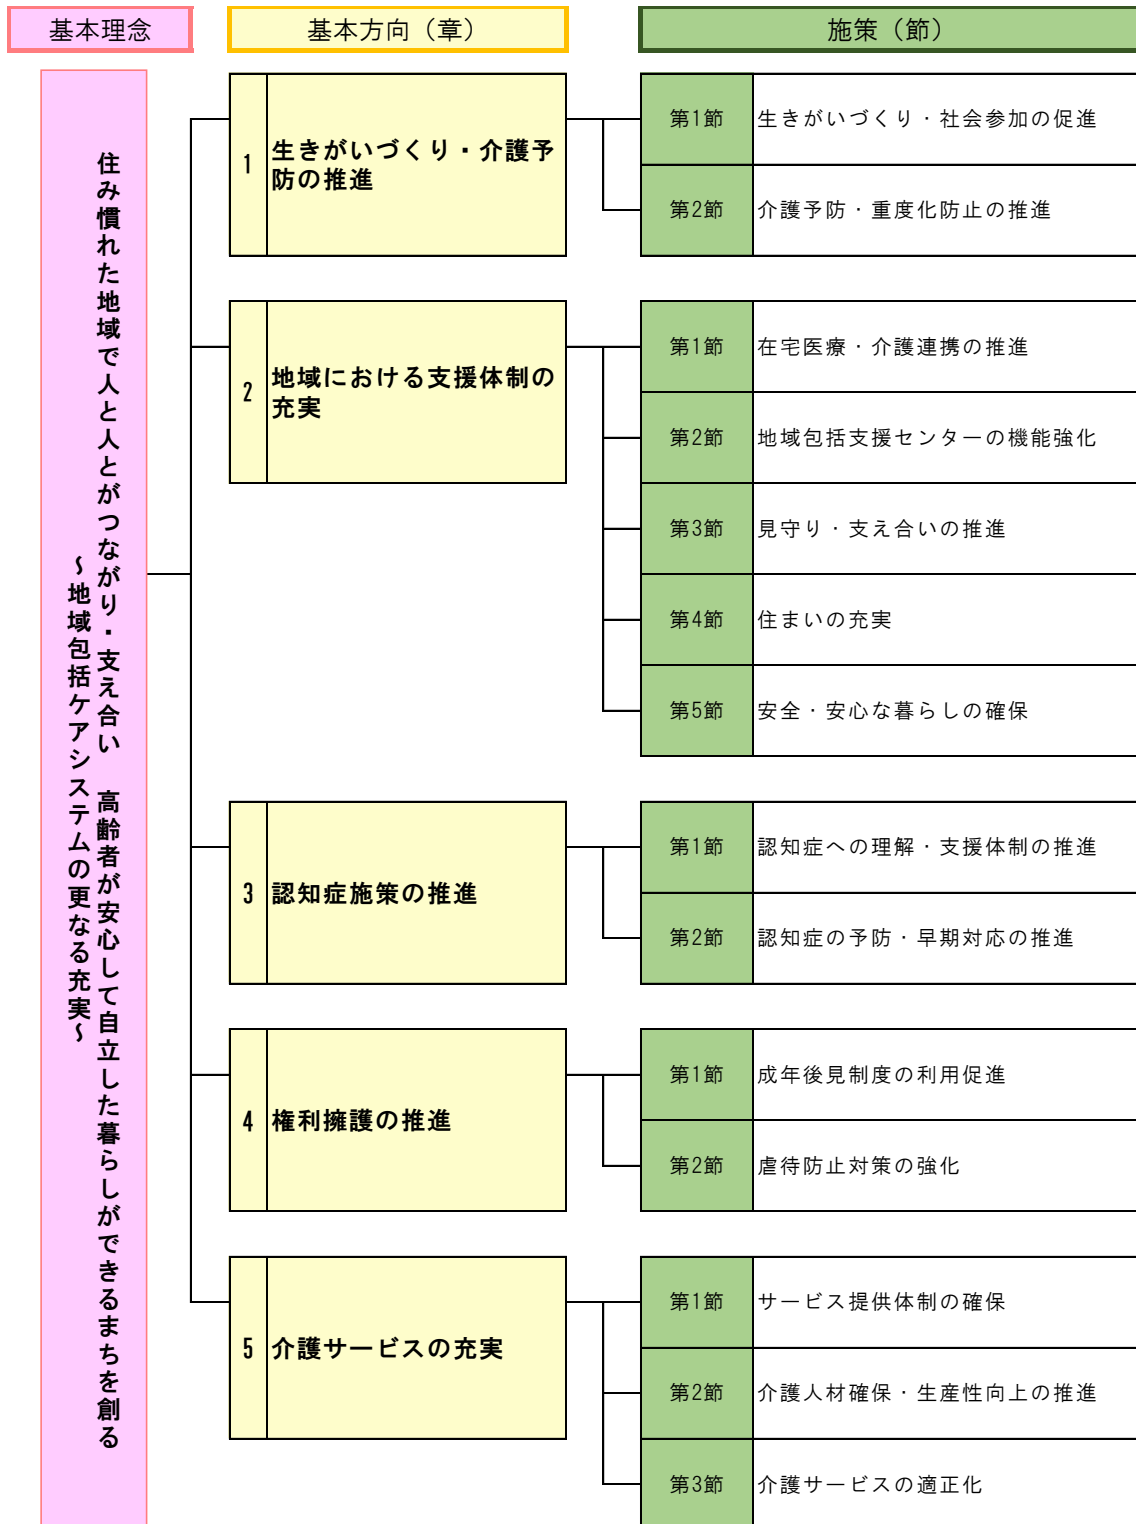 基本理念
基本方向（章）
施策（節）
住み慣れた地域で人と人とがつながり・支え合い　高齢者が安心して自立した暮らしができるまちを創る
～地域包括ケアシステムの更なる充実～
1
生きがいづくり・介護予
防の推進
第1節
生きがいづくり・社会参加の促進
第2節
介護予防・重度化防止の推進
2
地域における支援体制の
充実
第1節
在宅医療・介護連携の推進
第2節
地域包括支援センターの機能強化
第3節
見守り・支え合いの推進
第4節
住まいの充実
第5節
安全・安心な暮らしの確保
3
認知症施策の推進
第1節
認知症への理解・支援体制の推進
第2節
認知症の予防・早期対応の推進
4
権利擁護の推進
第1節
成年後見制度の利用促進
第2節
虐待防止対策の強化
5
介護サービスの充実
第1節
サービス提供体制の確保
第2節
介護人材確保・生産性向上の推進
第3節
介護サービスの適正化